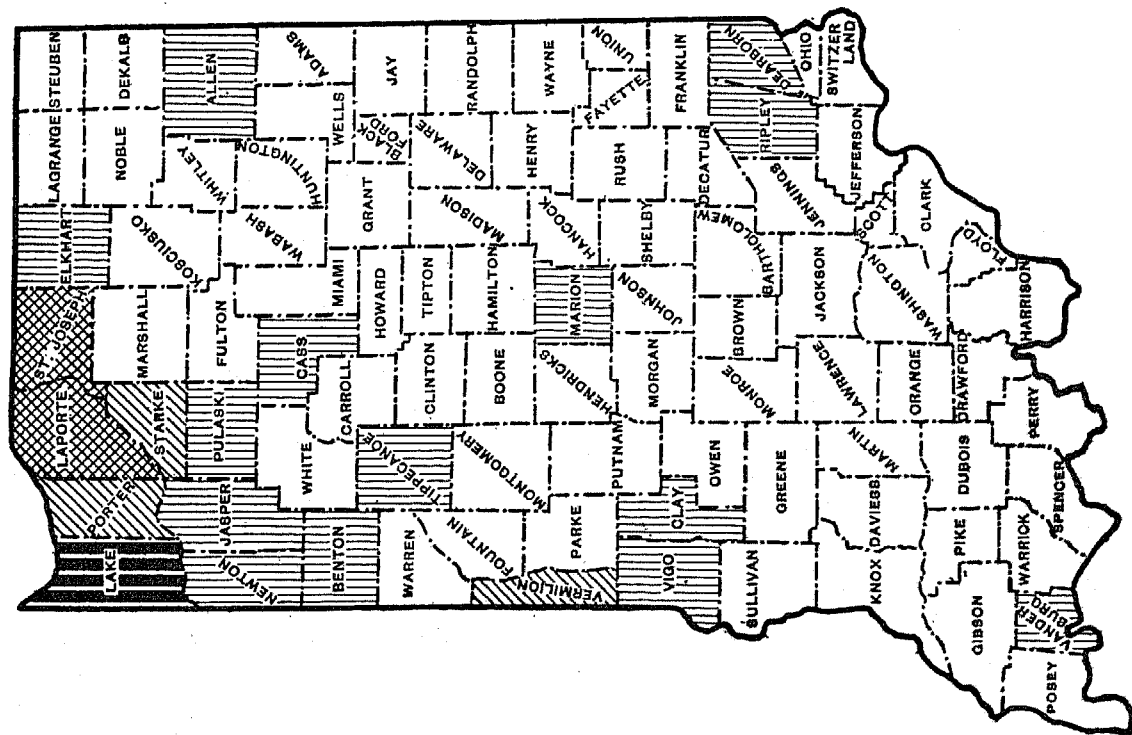 LAKE
PORTER
LAPORTE
ST. JOSEPH
ELKHART
LAGRANGE
STEUBEN
NOBLE
DEKALB
STARKE
MARSHALL
KOSCIUSKO
WHITLEY
ALLEN
NEWTON
JASPER
PULASKI
FULTON
WABASH
HUNTINGTON
BENTON
WHITE
CASS
MIAMI
WELLS
ADAMS
CARROLL
HOWARD
GRANT
BLACK
FORD
JAY
WARREN
TIPPECANOE
CLINTON
TIPTON
MADISON
DELAWARE
RANDOLPH
FOUNTAIN
MONTGOMERY
BOONE
HAMILTON
HENRY
WAYNE
VERMILION
PARKE
PUTNAM
HENDRICKS
MARION
HANCOCK
RUSH
FAYETTE
UNION
VIGO
CLAY
OWEN
MORGAN
JOHNSON
SHELBY
DECATUR
FRANKLIN
SULLIVAN
GREENE
MONROE
BROWN
BARTHOLOMEW
JENNINGS
RIPLEY
DEARBORN
OHIO
SWITZER
LAND
KNOX
DAVIESS
MARTIN
LAWRENCE
JACKSON
SCOTT
JEFFERSON
GIBSON
PIKE
DUBOIS
ORANGE
WASHINGTON
CLARK
FLOYD
POSEY
VANDER
BURG
WARRICK
SPENCER
PERRY
CRAWFORD
HARRISON